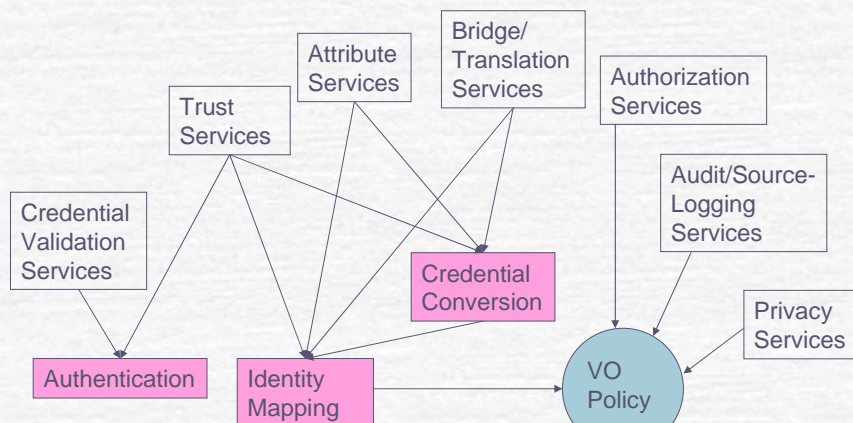 Bridge/
Translation
Services
Attribute
Services
Authorization
Services
Trust
Services
Audit/Source-
Logging
Services
Credential
Validation
Services
Credential
Conversion
Privacy
Services
Authentication
Identity
Mapping
VO
Policy